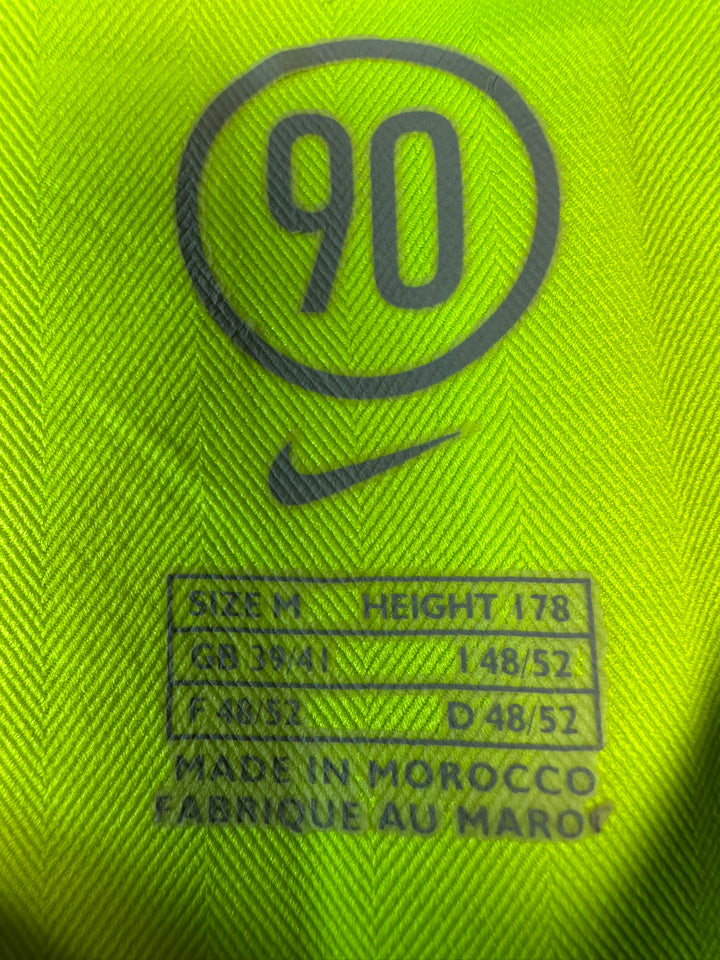 90
SIZE M HEIGHT 178
GB 39/41 I 48/52
F 48/52 D 48/52
MADE IN MOROCCO
FABRIQUE AU MAROC